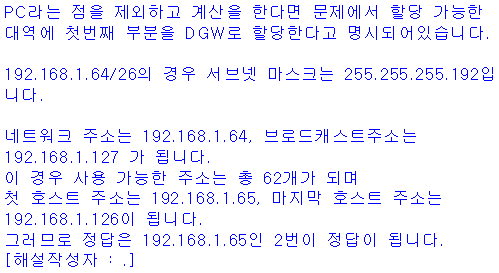 PC라는 점을 제외하고 계산을 한다면 문제에서 할당 가능한
대역에 첫번째 부분을 DGW로 할당한다고 명시되어있습니다.
192.168.1.64/26의 경우 서브넷 마스크는 255.255.255.192입
니다.
네트워크 주소는 192.168.1.64, 브로드캐스트주소는
192.168.1.127 가 됩니다.
이 경우 사용 가능한 주소는 총 62개가 되며
첫 호스트 주소는 192.168.1.65, 마지막 호스트 주소는
192.168.1.126이 됩니다.
그러므로 정답은 192.168.1.65인 2번이 정답이 됩니다.
[해설작성자 : .]